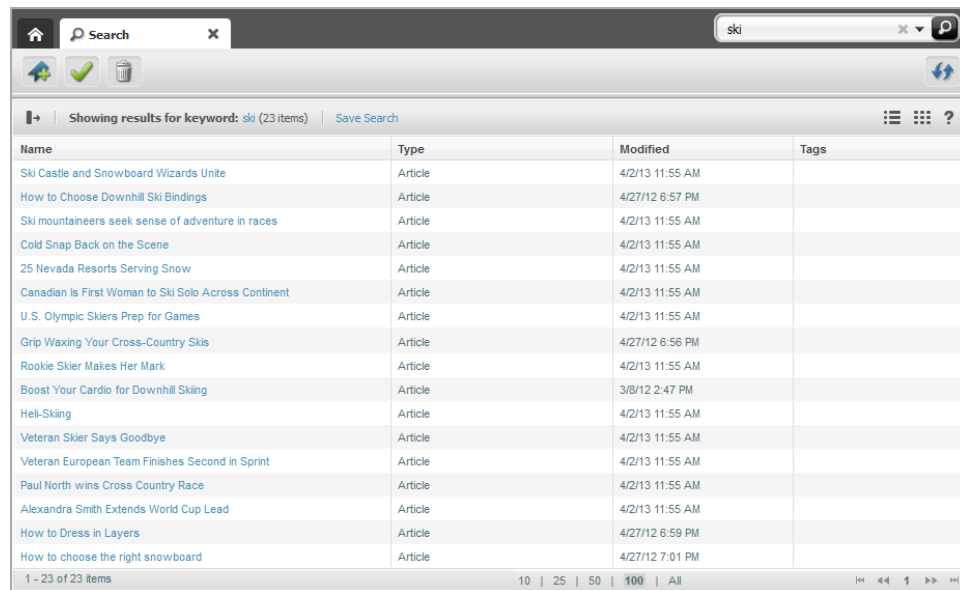 Search
ski
Showing results for keyword: ski (23 items) Save Search
?
Name Type Modified Tags
Ski Castle and Snowboard Wizards Unite Article 4/2/13 11:55 AM
How to Choose Downhill Ski Bindings Article 4/27/12 6:57 PM
Ski mountaineers seek sense of adventure in races Article 4/2/13 11:55 AM
Cold Snap Back on the Scene Article 4/2/13 11:55 AM
25 Nevada Resorts Serving Snow Article 4/2/13 11:55 AM
Canadian Is First Woman to Ski Solo Across Continent Article 4/2/13 11:55 AM
U.S. Olympic Skiers Prep for Games Article 4/2/13 11:55 AM
Grip Waxing Your Cross-Country Skis Article 4/27/12 6:56 PM
Rookie Skier Makes Her Mark Article 4/2/13 11:55 AM
Boost Your Cardio for Downhill Skiing Article 3/8/12 2:47 PM
Heli-Skiing Article 4/2/13 11:55 AM
Veteran Skier Says Goodbye Article 4/2/13 11:55 AM
Veteran European Team Finishes Second in Sprint Article 4/2/13 11:55 AM
Paul North wins Cross Country Race Article 4/2/13 11:55 AM
Alexandra Smith Extends World Cup Lead Article 4/2/13 11:55 AM
How to Dress in Layers Article 4/27/12 6:59 PM
How to choose the right snowboard Article 4/27/12 7:01 PM
1 - 23 of 23 items 10 | 25 | 50 | 100 | All 1